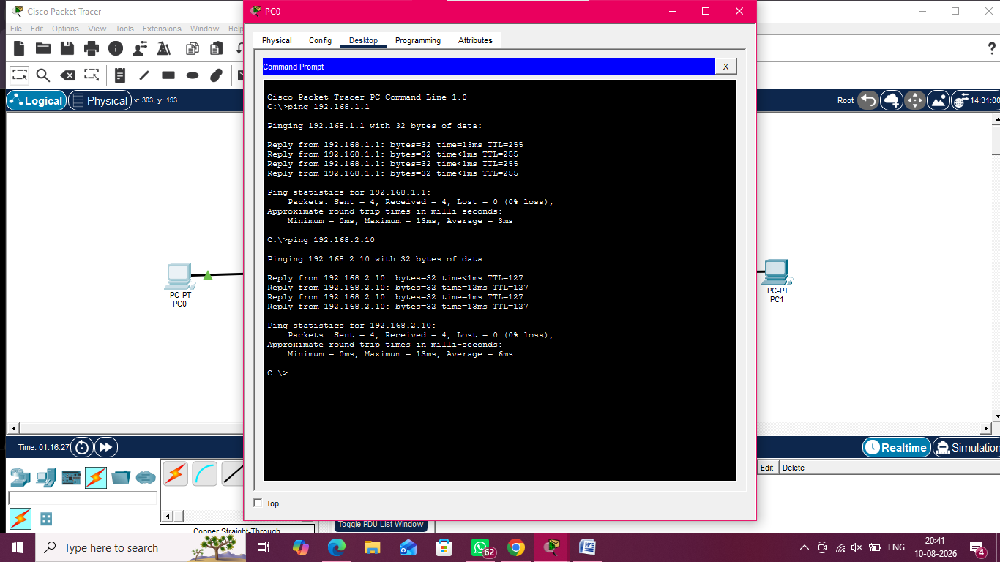 Cisco Packet Tracer
PC0
File Edit Options View Tools Extensions Window Help
Physical Config Desktop Programming Attributes
Command Prompt
X
?
Logical
Physical
x: 303, y: 193
Root
14:31:00
Cisco Packet Tracer PC Command Line 1.0
C:\>ping 192.168.1.1
Pinging 192.168.1.1 with 32 bytes of data:
Reply from 192.168.1.1: bytes=32 time=13ms TTL=255
Reply from 192.168.1.1: bytes=32 time<1ms TTL=255
Reply from 192.168.1.1: bytes=32 time<1ms TTL=255
Reply from 192.168.1.1: bytes=32 time<1ms TTL=255
Ping statistics for 192.168.1.1:
Packets: Sent = 4, Received = 4, Lost = 0 (0% loss),
Approximate round trip times in milli-seconds:
Minimum = 0ms, Maximum = 13ms, Average = 3ms
C:\>ping 192.168.2.10
Pinging 192.168.2.10 with 32 bytes of data:
Reply from 192.168.2.10: bytes=32 time<1ms TTL=127
Reply from 192.168.2.10: bytes=32 time=12ms TTL=127
Reply from 192.168.2.10: bytes=32 time=1ms TTL=127
Reply from 192.168.2.10: bytes=32 time=13ms TTL=127
Ping statistics for 192.168.2.10:
Packets: Sent = 4, Received = 4, Lost = 0 (0% loss),
Approximate round trip times in milli-seconds:
Minimum = 0ms, Maximum = 13ms, Average = 6ms
C:\>
PC-PT
PC0
PC-PT
PC1
Time: 01:16:27
Realtime
Simulation
Edit
Delete
Top
Toggle PDU List Window
Copper Straight-Through
Type here to search
62
ENG
20:41
10-08-2026
4